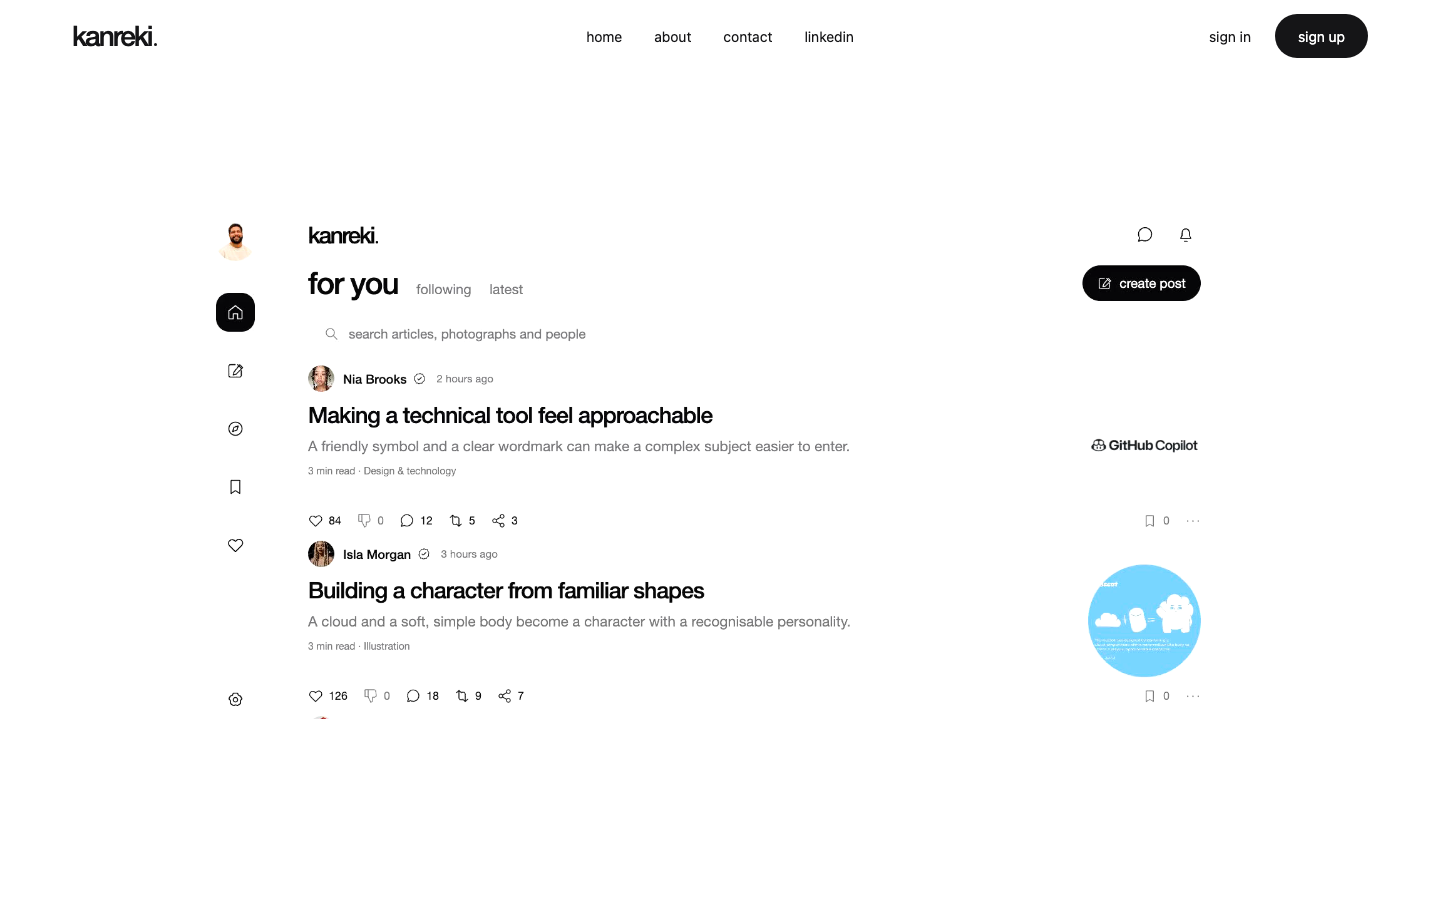 kanreki.
home about contact linkedin
sign in sign up
kanreki.
for you following latest
create post
search articles, photographs and people
Nia Brooks 2 hours ago
Making a technical tool feel approachable
A friendly symbol and a clear wordmark can make a complex subject easier to enter.
3 min read · Design & technology
GitHub Copilot
84 0 12 5 3
0
Isla Morgan 3 hours ago
Building a character from familiar shapes
A cloud and a soft, simple body become a character with a recognisable personality.
3 min read · Illustration
126 0 18 9 7
0